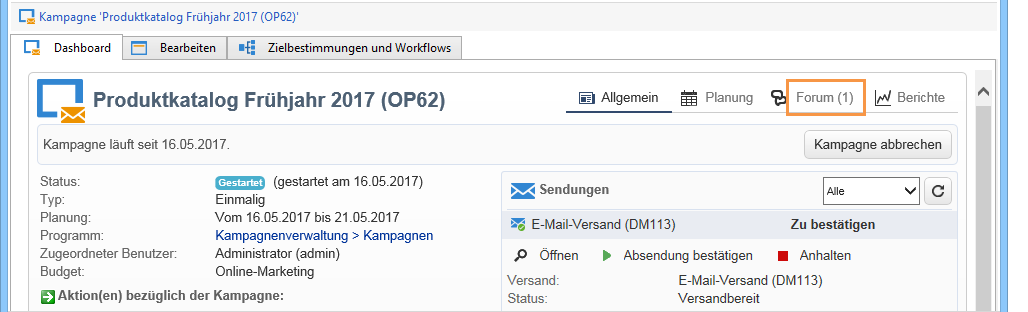 Kampagne 'Produktkatalog Frühjahr 2017 (OP62)'
Dashboard Bearbeiten Zielbestimmungen und Workflows
Produktkatalog Frühjahr 2017 (OP62)
Allgemein Planung Forum (1) Berichte
Kampagne läuft seit 16.05.2017.
Kampagne abbrechen
Status: Gestartet (gestartet am 16.05.2017)
Typ: Einmalig
Planung: Vom 16.05.2017 bis 21.05.2017
Programm: Kampagnenverwaltung > Kampagnen
Zugeordneter Benutzer: Administrator (admin)
Budget: Online-Marketing
Aktion(en) bezüglich der Kampagne:
Sendungen Alle
E-Mail-Versand (DM113) Zu bestätigen
Öffnen Absendung bestätigen Anhalten
Versand: E-Mail-Versand (DM113)
Status: Versandbereit